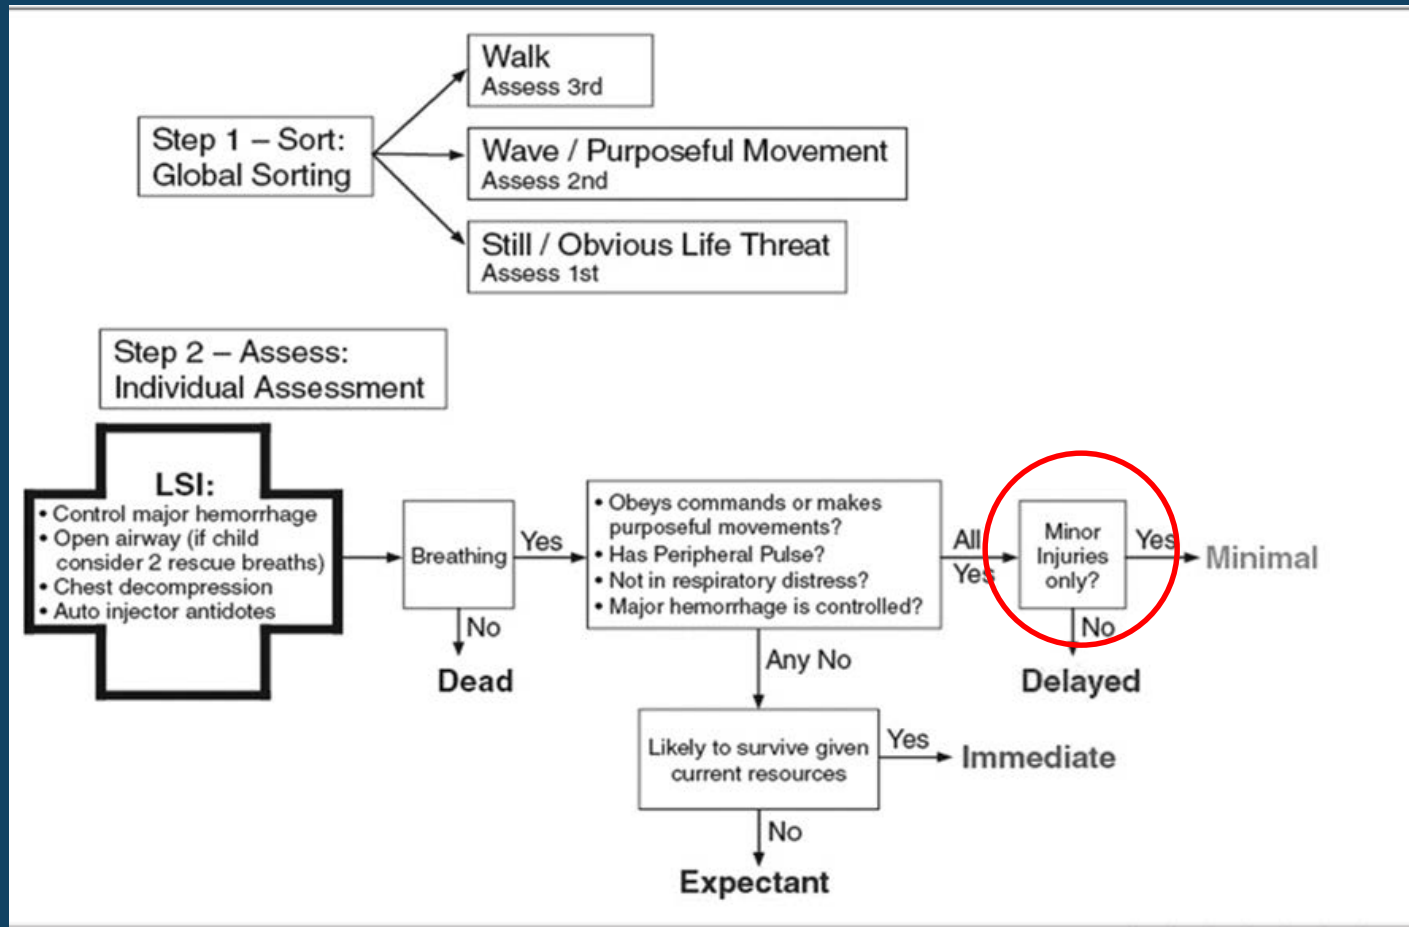 Walk
Assess 3rd
Step 1 – Sort:
Global Sorting
Wave / Purposeful Movement
Assess 2nd
Still / Obvious Life Threat
Assess 1st
Step 2 – Assess:
Individual Assessment
LSI:
• Control major hemorrhage
• Open airway (if child
consider 2 rescue breaths)
• Chest decompression
• Auto injector antidotes
Breathing
Yes
No
Dead
• Obeys commands or makes
purposeful movements?
• Has Peripheral Pulse?
• Not in respiratory distress?
• Major hemorrhage is controlled?
All
Yes
Minor
Injuries
only?
Yes
Minimal
No
Delayed
Any No
Likely to survive given
current resources
Yes
Immediate
No
Expectant